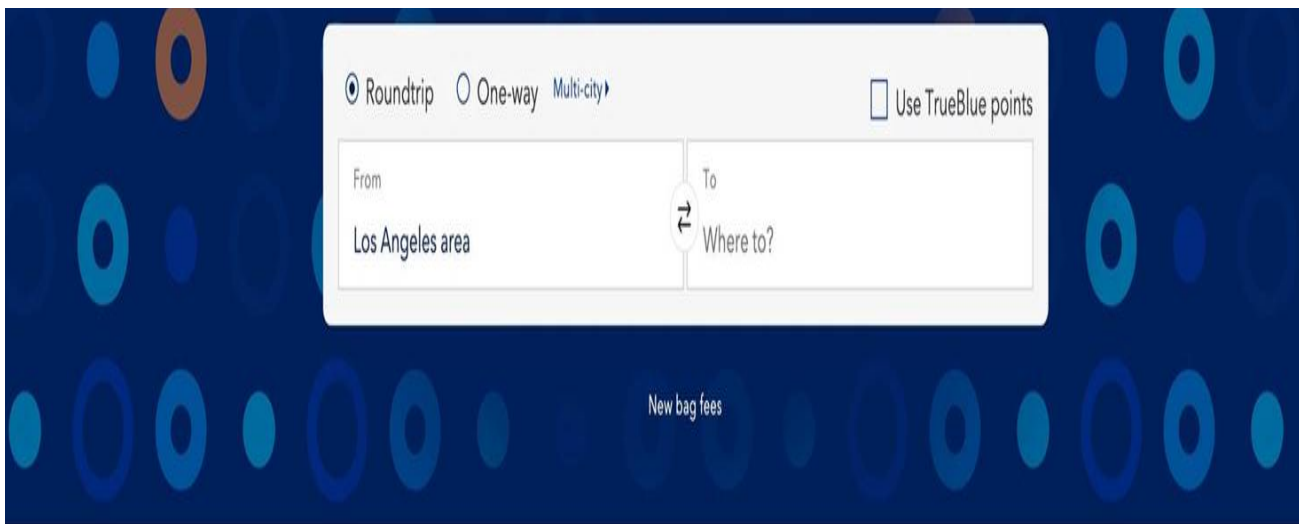 Roundtrip One-way Multi-city Use TrueBlue points
From To
Los Angeles area Where to?
New bag fees